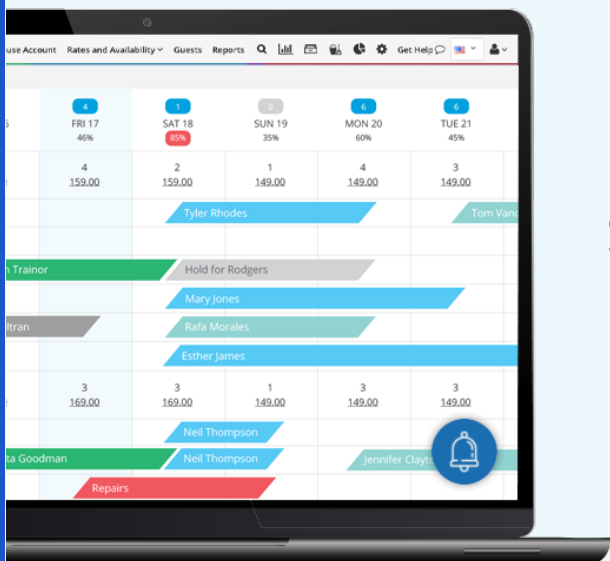 use Account Rates and Availability Guests Reports Get Help
4 1 0 6 6
FRI 17 SAT 18 SUN 19 MON 20 TUE 21
46% 85% 35% 60% 45%
4 2 1 4 3
159.00 159.00 149.00 149.00 149.00
Tyler Rhodes Tom Vand
n Trainor Hold for Rodgers
Mary Jones
ltran Rafa Morales
Esther James
3 3 1 3 3
169.00 169.00 149.00 149.00 149.00
Neil Thompson
ta Goodman Neil Thompson Jennifer Clayt
Repairs